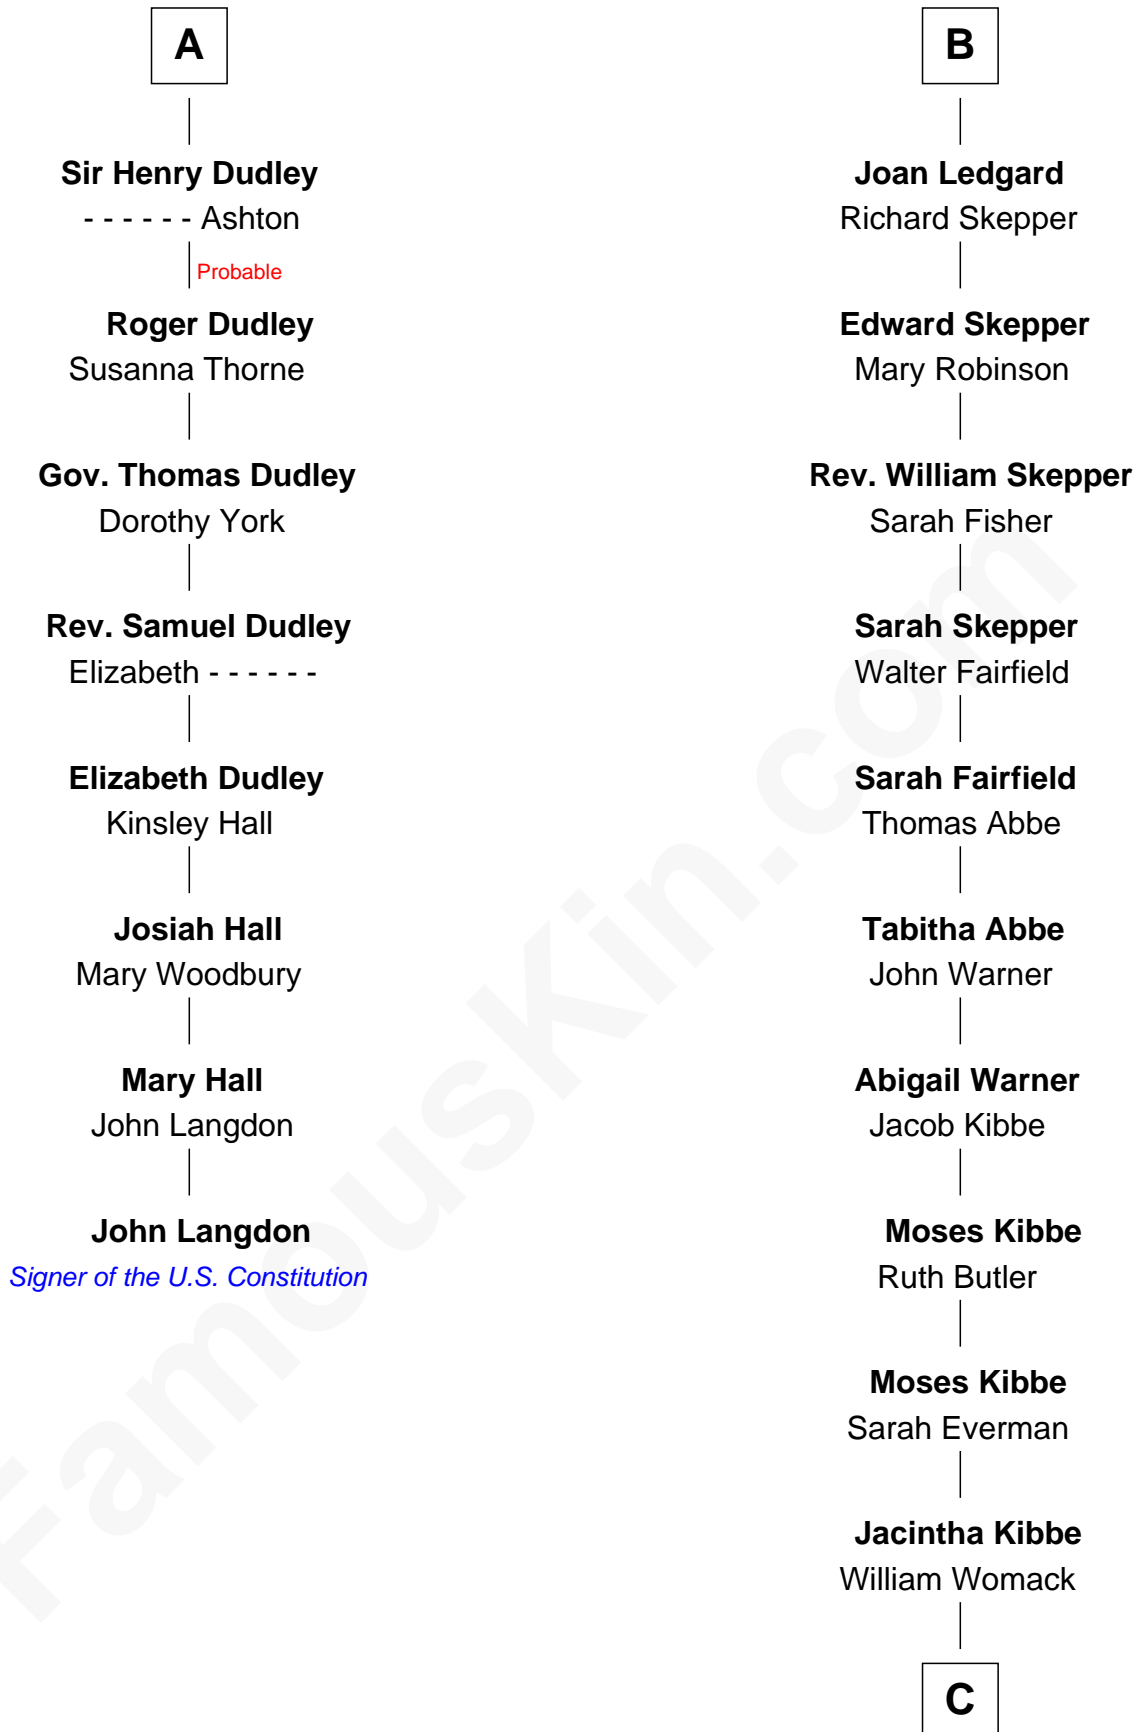 A
Sir Henry Dudley
- - - - - - Ashton
Probable
Roger Dudley
Susanna Thorne
Gov. Thomas Dudley
Dorothy York
Rev. Samuel Dudley
Elizabeth - - - - - -
Elizabeth Dudley
Kinsley Hall
Josiah Hall
Mary Woodbury
Mary Hall
John Langdon
John Langdon
Signer of the U.S. Constitution
B
Joan Ledgard
Richard Skepper
Edward Skepper
Mary Robinson
Rev. William Skepper
Sarah Fisher
Sarah Skepper
Walter Fairfield
Sarah Fairfield
Thomas Abbe
Tabitha Abbe
John Warner
Abigail Warner
Jacob Kibbe
Moses Kibbe
Ruth Butler
Moses Kibbe
Sarah Everman
Jacintha Kibbe
William Womack
C
FamousKin.com